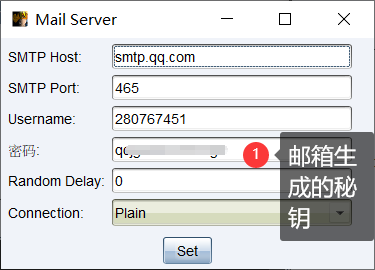 Mail Server
SMTP Host: smtp.qq.com
SMTP Port: 465
Username: 280767451
密码:
1
邮箱生
成的秘
钥
Random Delay: 0
Connection: Plain
Set